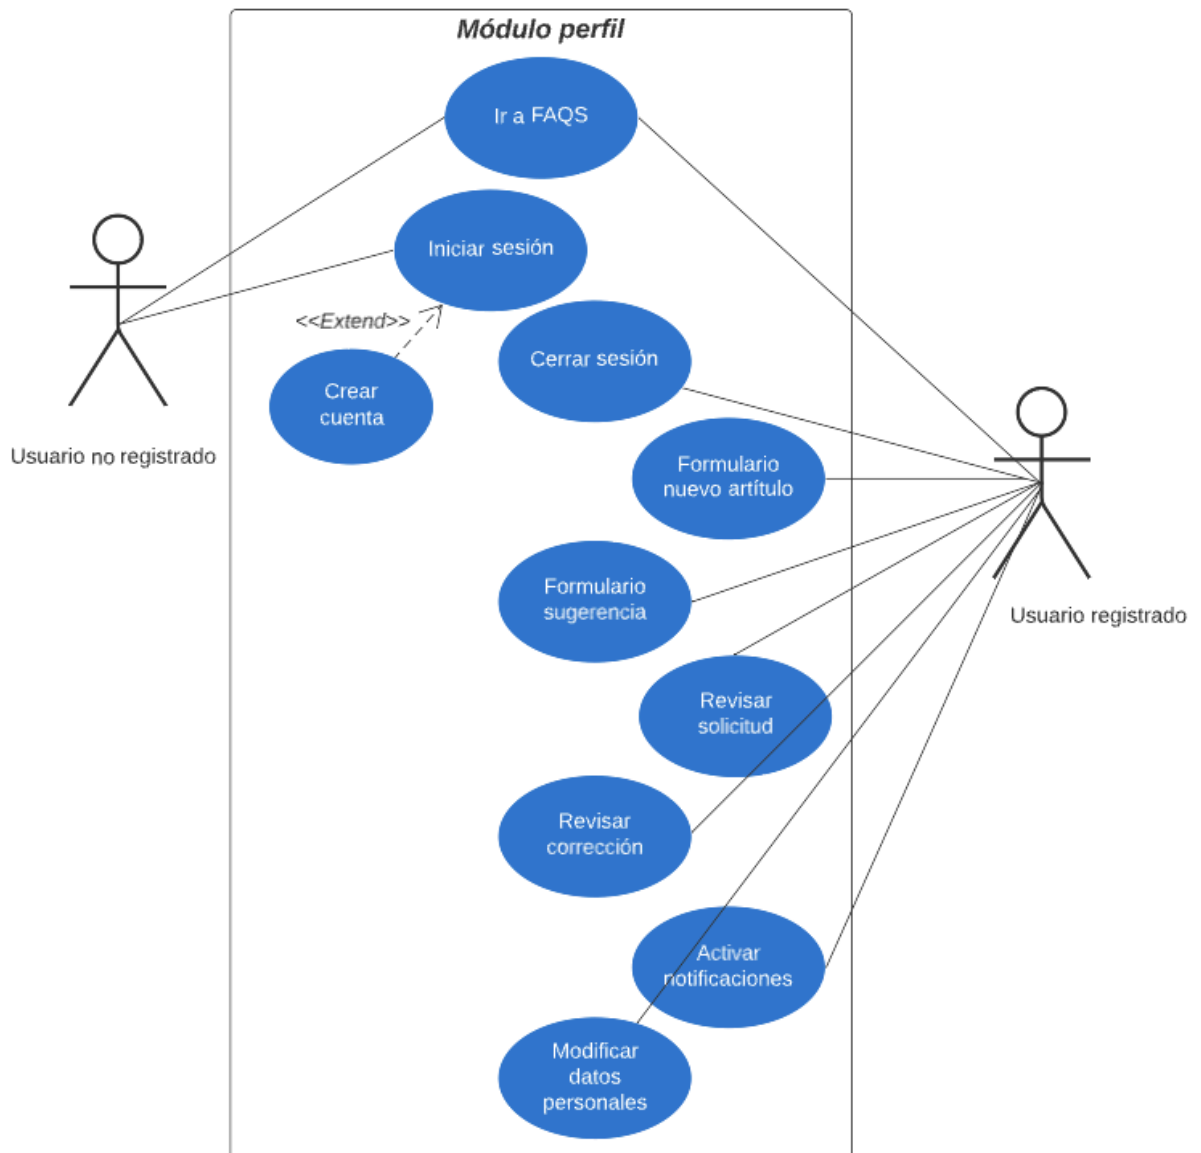 Módulo perfil
Ir a FAQS
Iniciar sesión
<<Extend>>
Cerrar sesión
Crear
cuenta
Usuario no registrado
Formulario
nuevo artítulo
Formulario
sugerencia
Usuario registrado
Revisar
solicitud
Revisar
corrección
Activar
notificaciones
Modificar
datos
personales